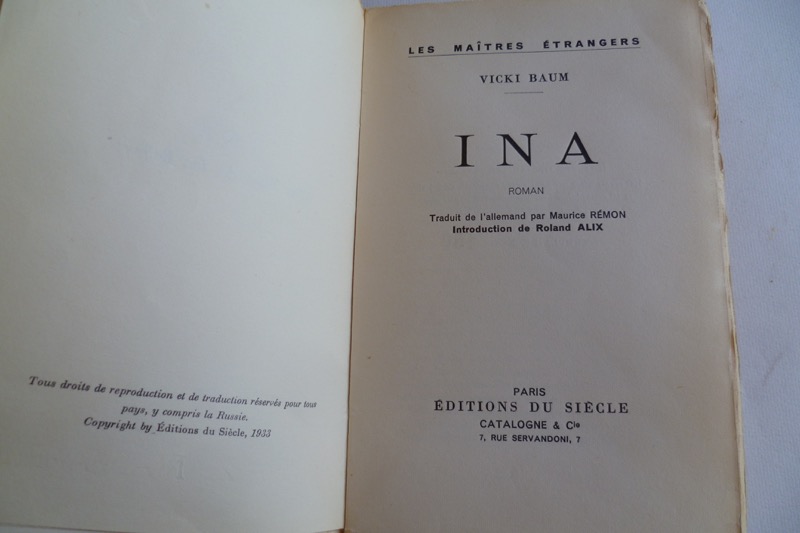 Tous droits de reproduction et de traduction réservés pour tout
pays, y compris la Russie.
Copyright by Éditions du Siècle, 1933
LES MAÎTRES ÉTRANGERS
VICKI BAUM
INA
ROMAN
Traduit de l'allemand par Maurice RÉMON
Introduction de Roland ALIX
PARIS
ÉDITIONS DU SIÈCLE
CATALOGNE & Cie
7, RUE SERVANDONI, 7